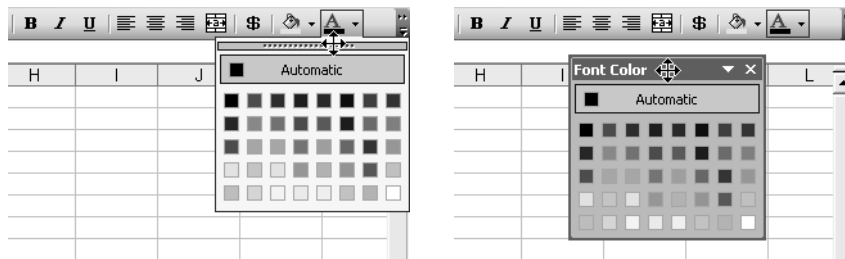 B I U $ A
H I J
Automatic
B I U $ A
H I L
Font Color
Automatic